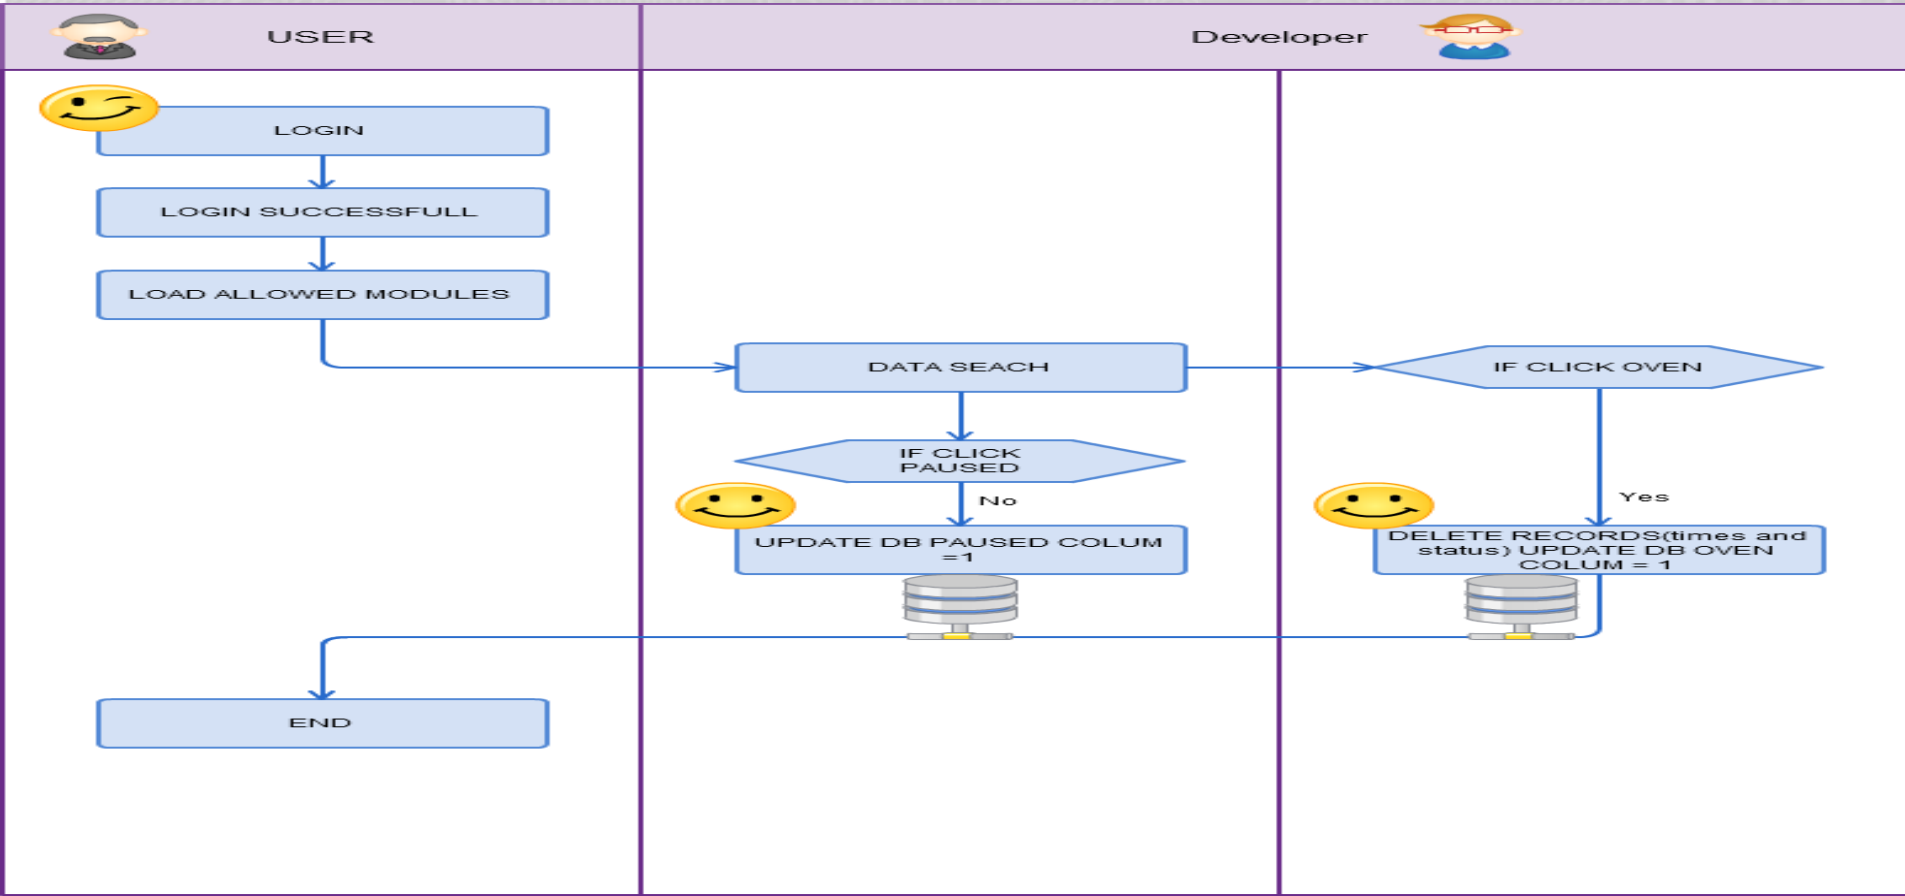 USER
Developer
LOGIN
LOGIN SUCCESSFULL
LOAD ALLOWED MODULES
DATA SEACH
IF CLICK OVEN
IF CLICK
PAUSED
No
Yes
UPDATE DB PAUSED COLUM
=1
DELETE RECORDS(times and
status) UPDATE DB OVEN
COLUM = 1
END